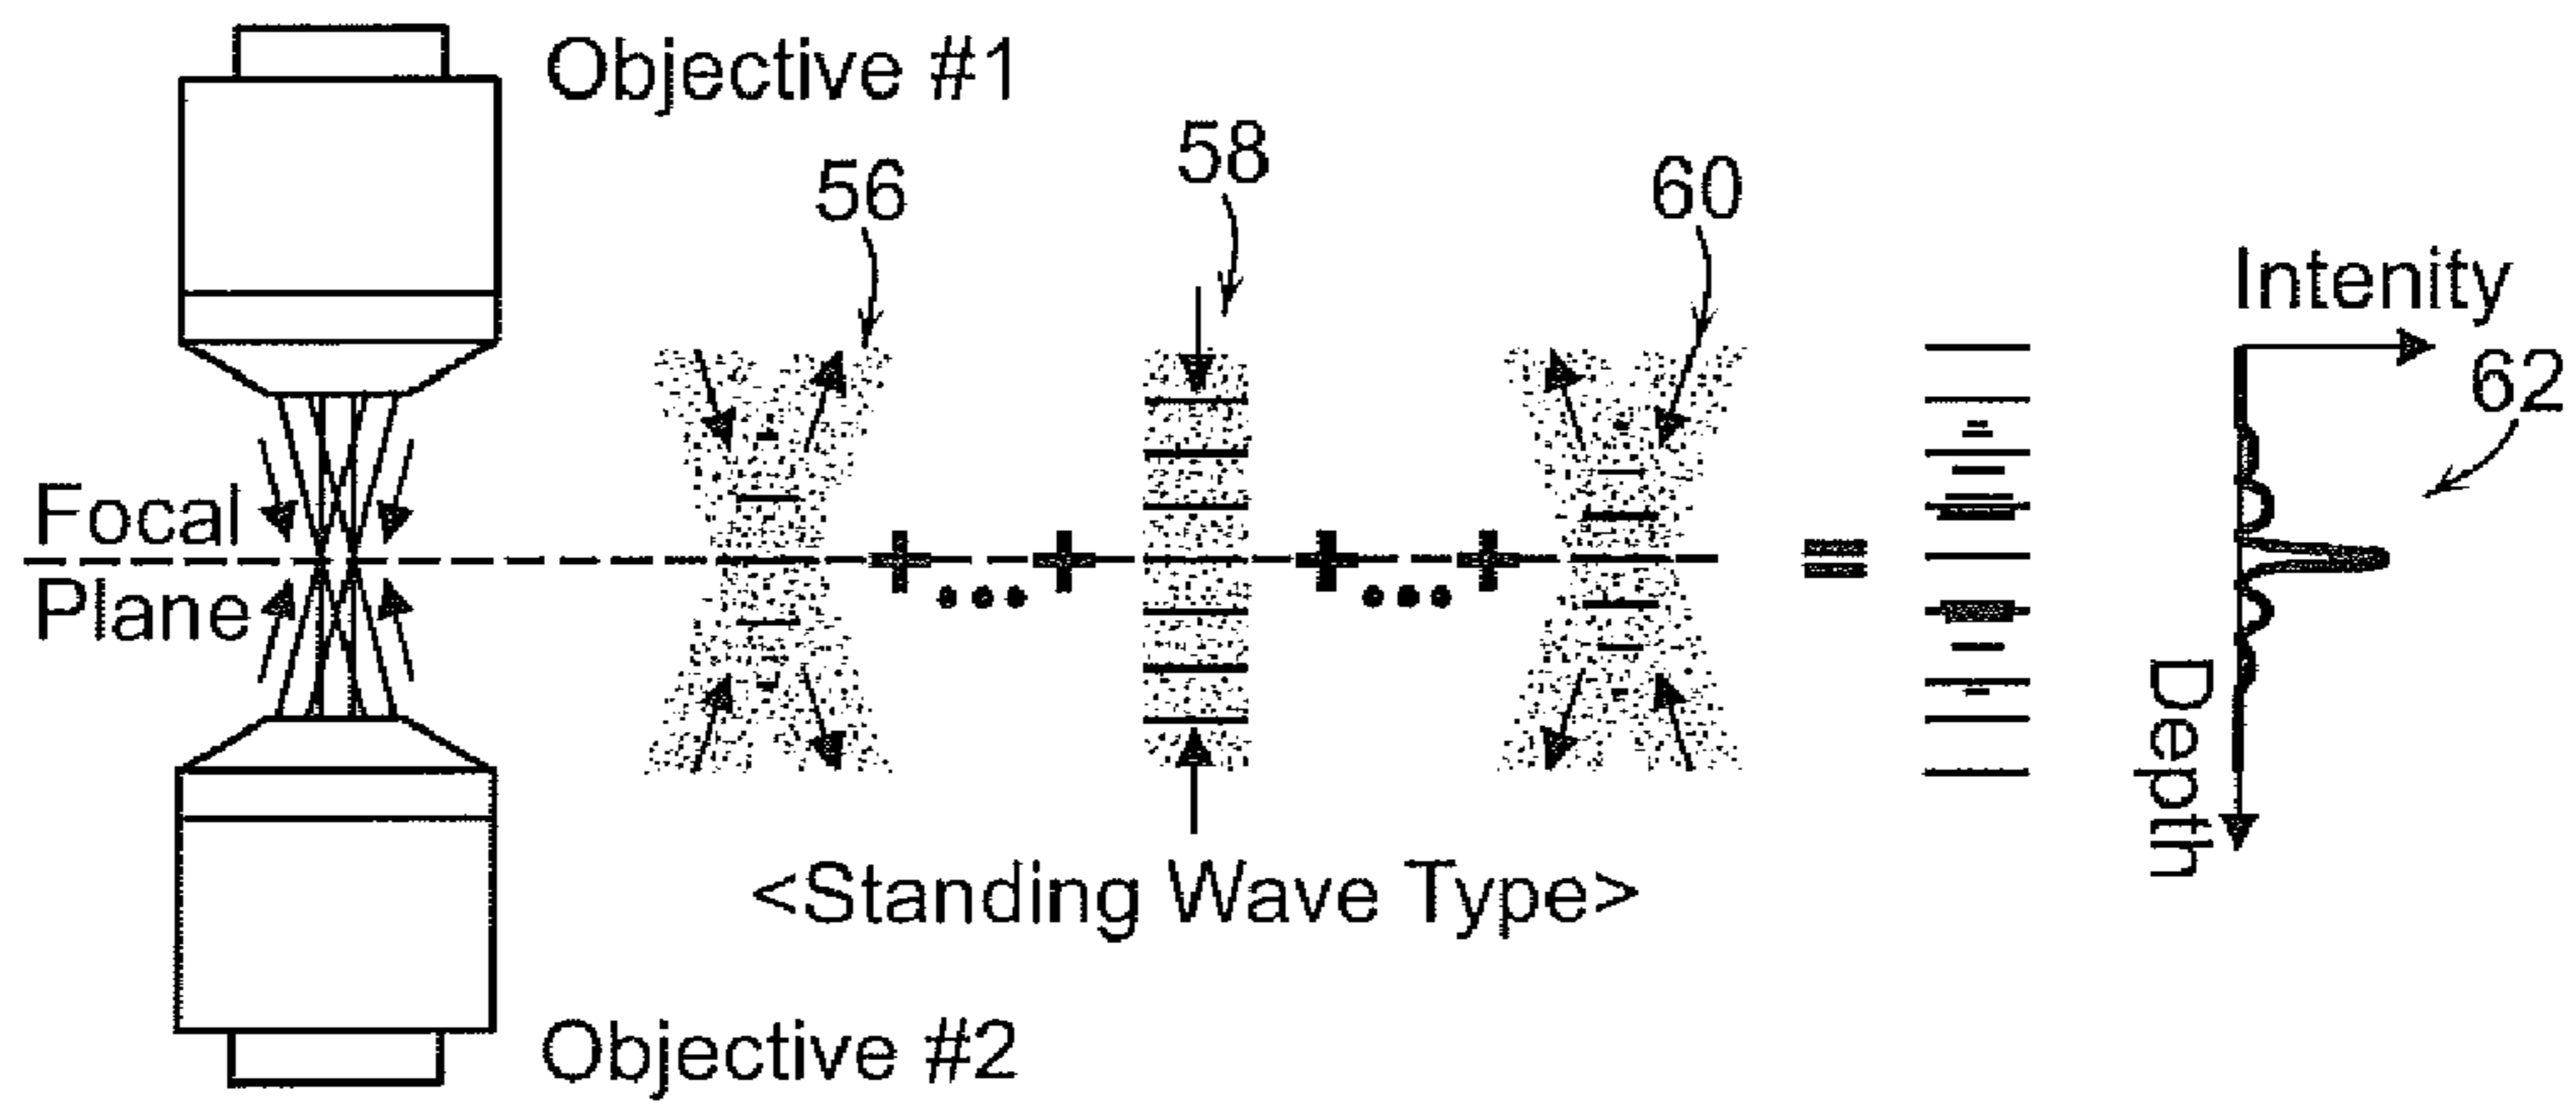 Objective #1
56
58
60
Intenity
62
Focal
Plane
+ ... + + ... + =
Depth
<Standing Wave Type>
Objective #2